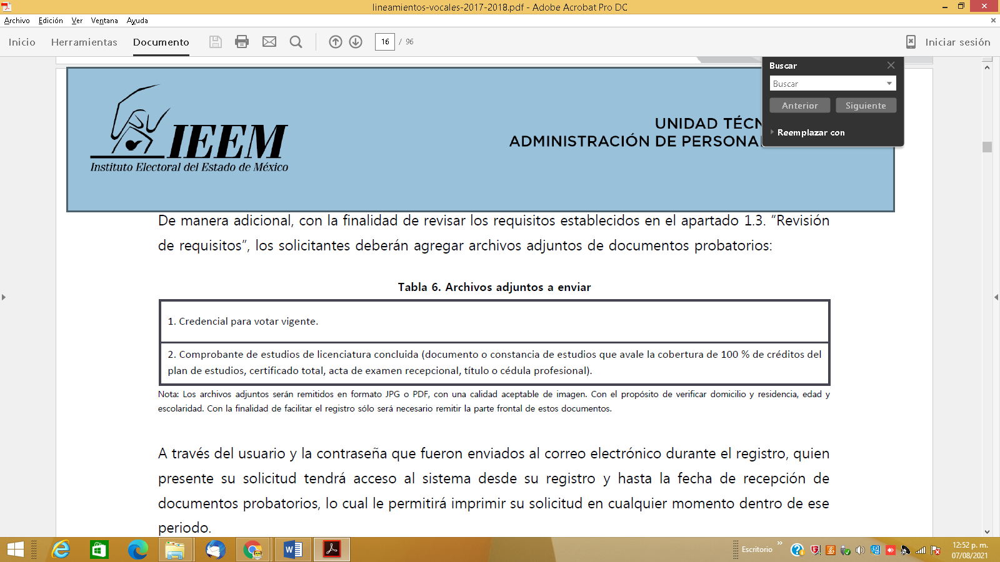 lineamientos-vocales-2017-2018.pdf - Adobe Acrobat Pro DC
Archivo Edición Ver Ventana Ayuda
Inicio Herramientas Documento 16 / 96 Iniciar sesión
Buscar
Buscar
Anterior Siguiente
Reemplazar con
IEEM
Instituto Electoral del Estado de México
UNIDAD
ADMINISTRACIÓN DE
De manera adicional, con la finalidad de revisar los requisitos establecidos en el apartado 1.3. “Revisión
de requisitos”, los solicitantes deberán agregar archivos adjuntos de documentos probatorios:
Tabla 6. Archivos adjuntos a enviar
1. Credencial para votar vigente.
2. Comprobante de estudios de licenciatura concluida (documento o constancia de estudios que avale la cobertura de 100 % de créditos del
plan de estudios, certificado total, acta de examen recepcional, título o cédula profesional).
Nota: Los archivos adjuntos serán remitidos en formato JPG o PDF, con una calidad aceptable de imagen. Con el propósito de verificar domicilio y residencia, edad y
escolaridad. Con la finalidad de facilitar el registro sólo será necesario remitir la parte frontal de estos documentos.
A través del usuario y la contraseña que fueron enviados al correo electrónico durante el registro, quien
presente su solicitud tendrá acceso al sistema desde su registro y hasta la fecha de recepción de
documentos probatorios, lo cual le permitirá imprimir su solicitud en cualquier momento dentro de ese
periodo.
Escritorio
12:52 p. m.
07/08/2021